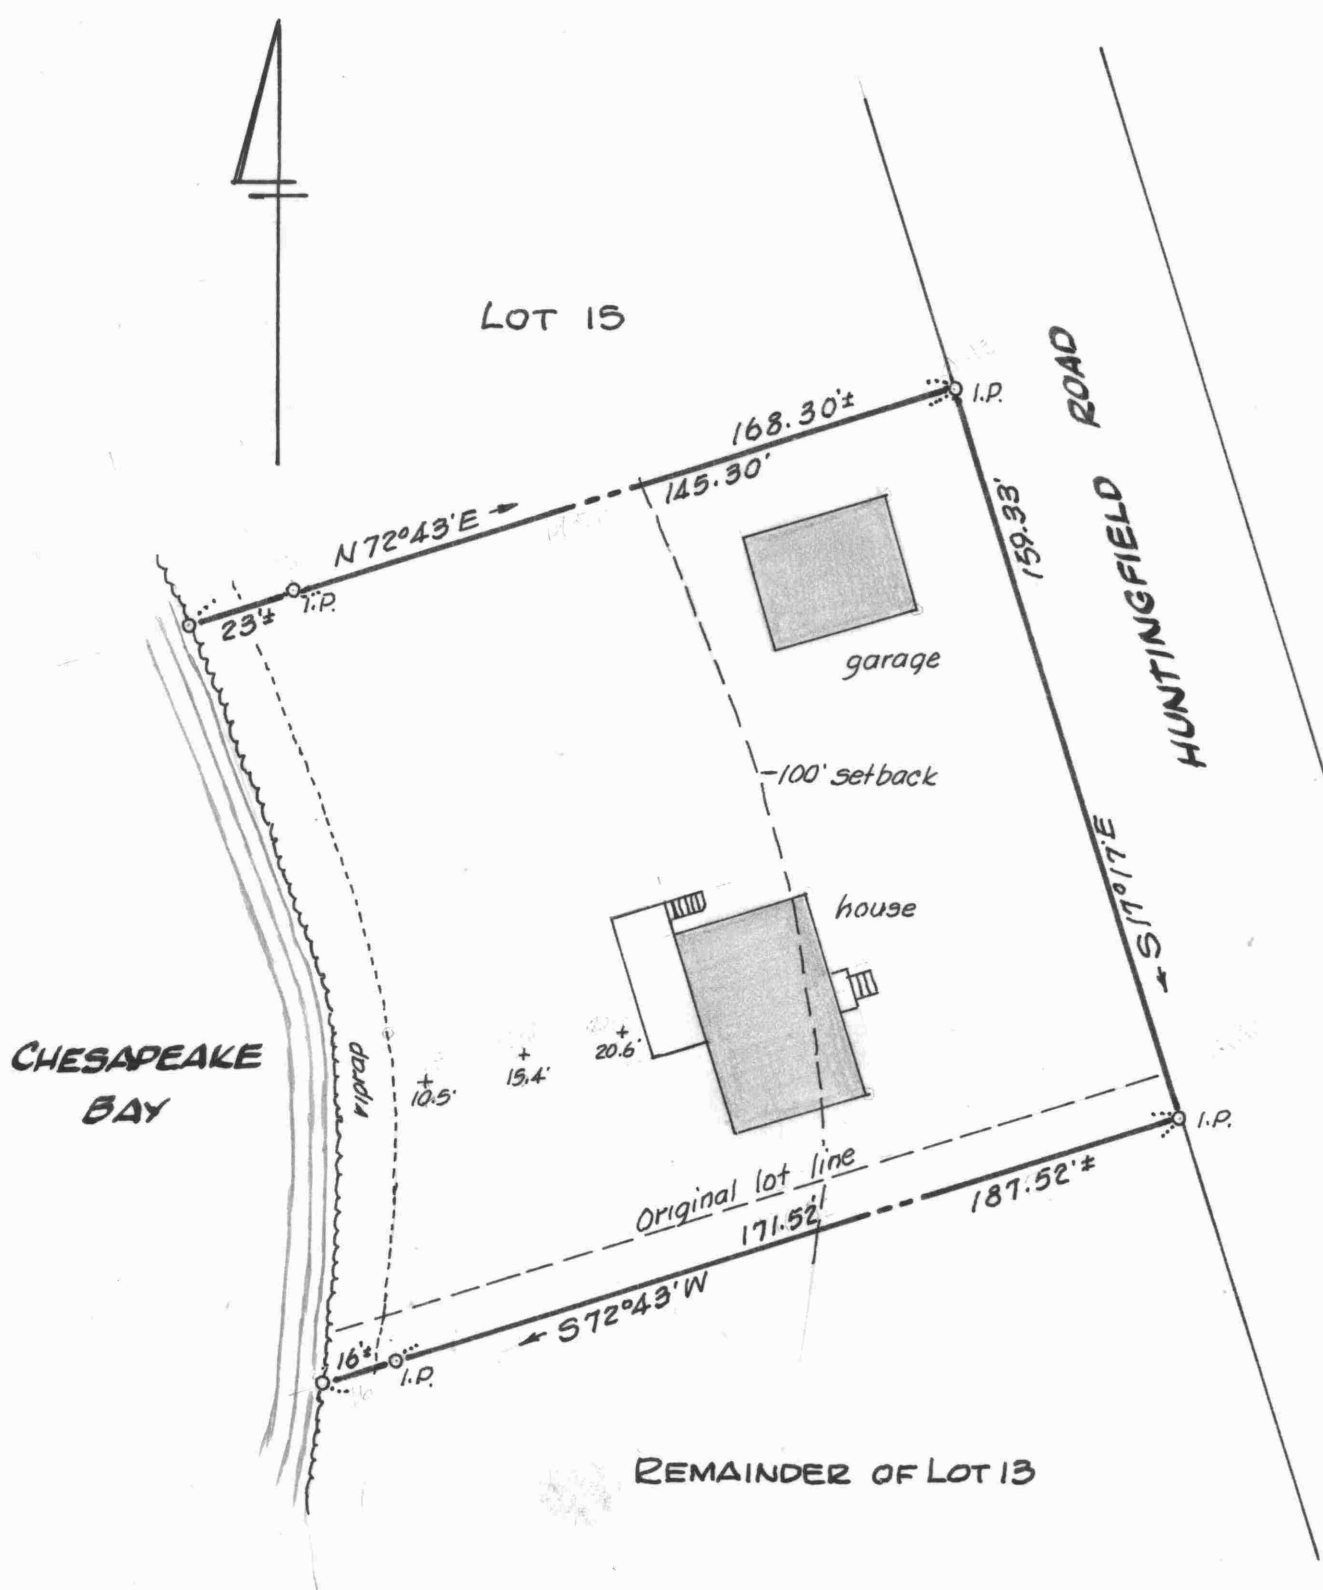 LOT 15
168.30'±
145.30'
I.P.
N 72°43' E
23'±
I.P.
159.33'
HUNTINGFIELD ROAD
garage
100' setback
house
S 17°17' E
CHESAPEAKE
BAY
riprap
10.5'
15.4'
20.6'
I.P.
Original lot line
171.52'
187.52'±
S 72°43' W
16'±
I.P.
REMAINDER OF LOT 13